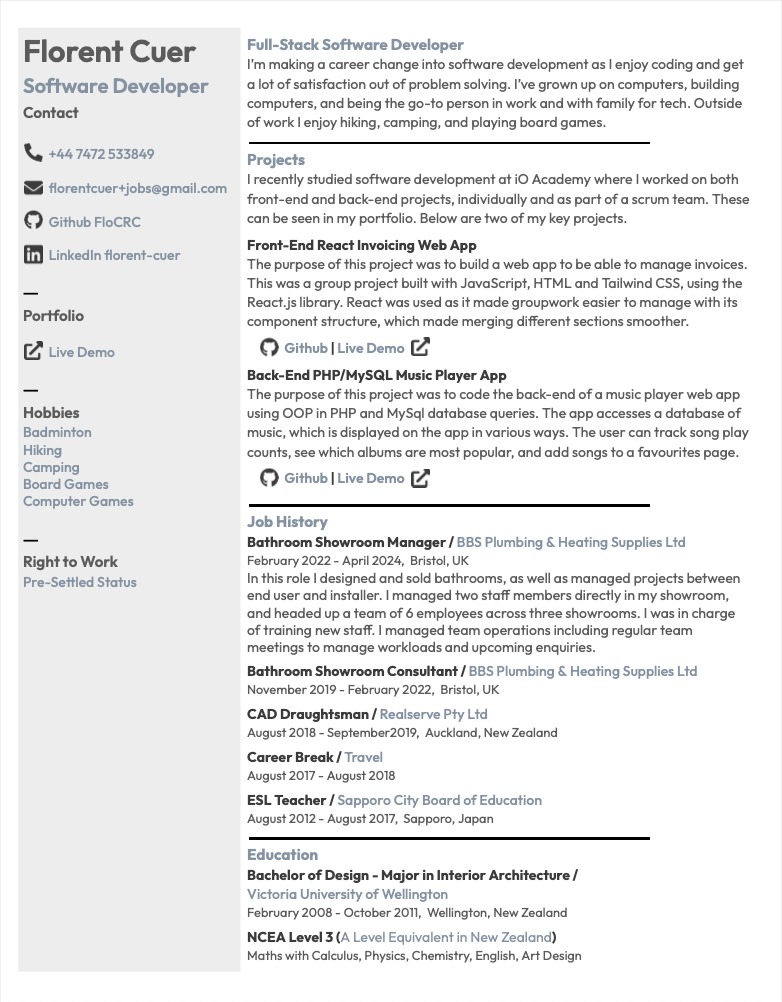 Florent Cuer
Software Developer
Contact
+44 7472 533849
florentcuer+jobs@gmail.com
Github FloCRC
LinkedIn florent-cuer
—
Portfolio
Live Demo
—
Hobbies
Badminton
Hiking
Camping
Board Games
Computer Games
—
Right to Work
Pre-Settled Status
Full-Stack Software Developer
I'm making a career change into software development as I enjoy coding and get
a lot of satisfaction out of problem solving. I've grown up on computers, building
computers, and being the go-to person in work and with family for tech. Outside
of work I enjoy hiking, camping, and playing board games.
Projects
I recently studied software development at iO Academy where I worked on both
front-end and back-end projects, individually and as part of a scrum team. These
can be seen in my portfolio. Below are two of my key projects.
Front-End React Invoicing Web App
The purpose of this project was to build a web app to be able to manage invoices.
This was a group project built with JavaScript, HTML and Tailwind CSS, using the
React.js library. React was used as it made groupwork easier to manage with its
component structure, which made merging different sections smoother.
Github | Live Demo
Back-End PHP/MySQL Music Player App
The purpose of this project was to code the back-end of a music player web app
using OOP in PHP and MySql database queries. The app accesses a database of
music, which is displayed on the app in various ways. The user can track song play
counts, see which albums are most popular, and add songs to a favourites page.
Github | Live Demo
Job History
Bathroom Showroom Manager / BBS Plumbing & Heating Supplies Ltd
February 2022 - April 2024, Bristol, UK
In this role I designed and sold bathrooms, as well as managed projects between
end user and installer. I managed two staff members directly in my showroom,
and headed up a team of 6 employees across three showrooms. I was in charge
of training new staff. I managed team operations including regular team
meetings to manage workloads and upcoming enquiries.
Bathroom Showroom Consultant / BBS Plumbing & Heating Supplies Ltd
November 2019 - February 2022, Bristol, UK
CAD Draughtsman / Realserve Pty Ltd
August 2018 - September2019, Auckland, New Zealand
Career Break / Travel
August 2017 - August 2018
ESL Teacher / Sapporo City Board of Education
August 2012 - August 2017, Sapporo, Japan
Education
Bachelor of Design - Major in Interior Architecture /
Victoria University of Wellington
February 2008 - October 2011, Wellington, New Zealand
NCEA Level 3 (A Level Equivalent in New Zealand)
Maths with Calculus, Physics, Chemistry, English, Art Design